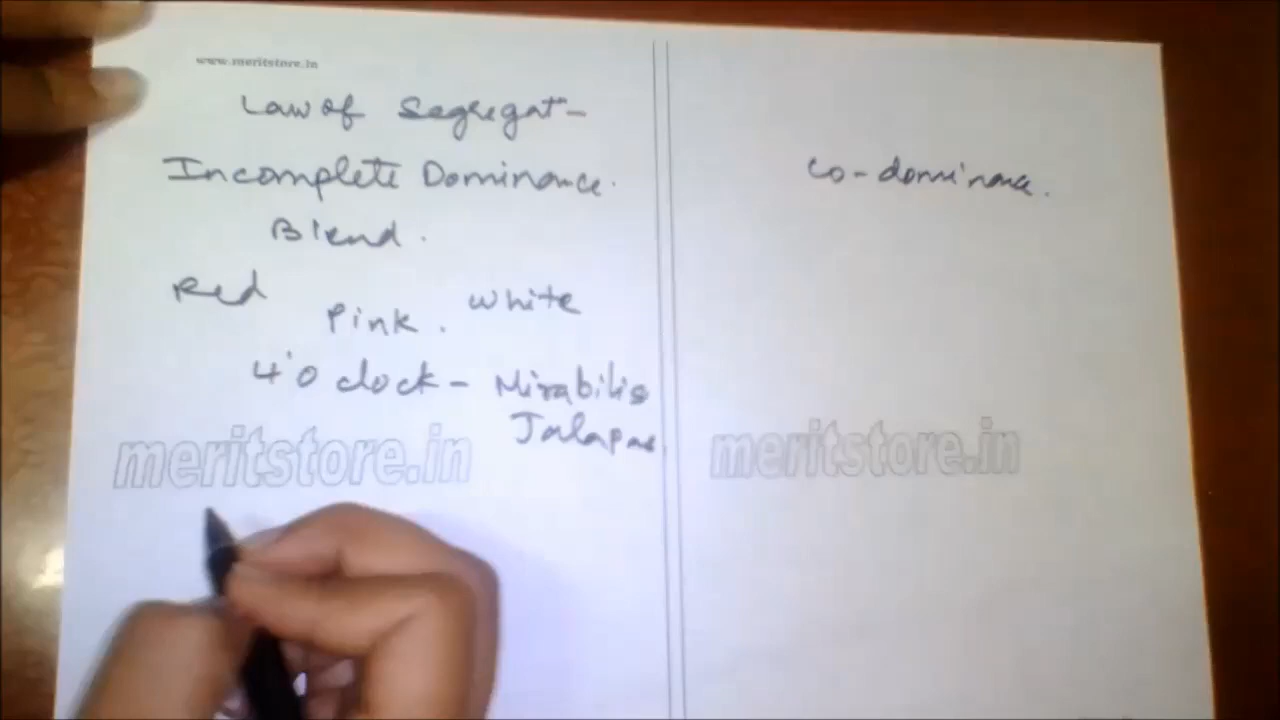 www.meritstore.in
Law of Segregat-
Incomplete Dominance.
Blend.
Red
Pink. White
4'O clock - Mirabilis
Jalapae
meritstore.in
Co-dominance.
meritstore.in